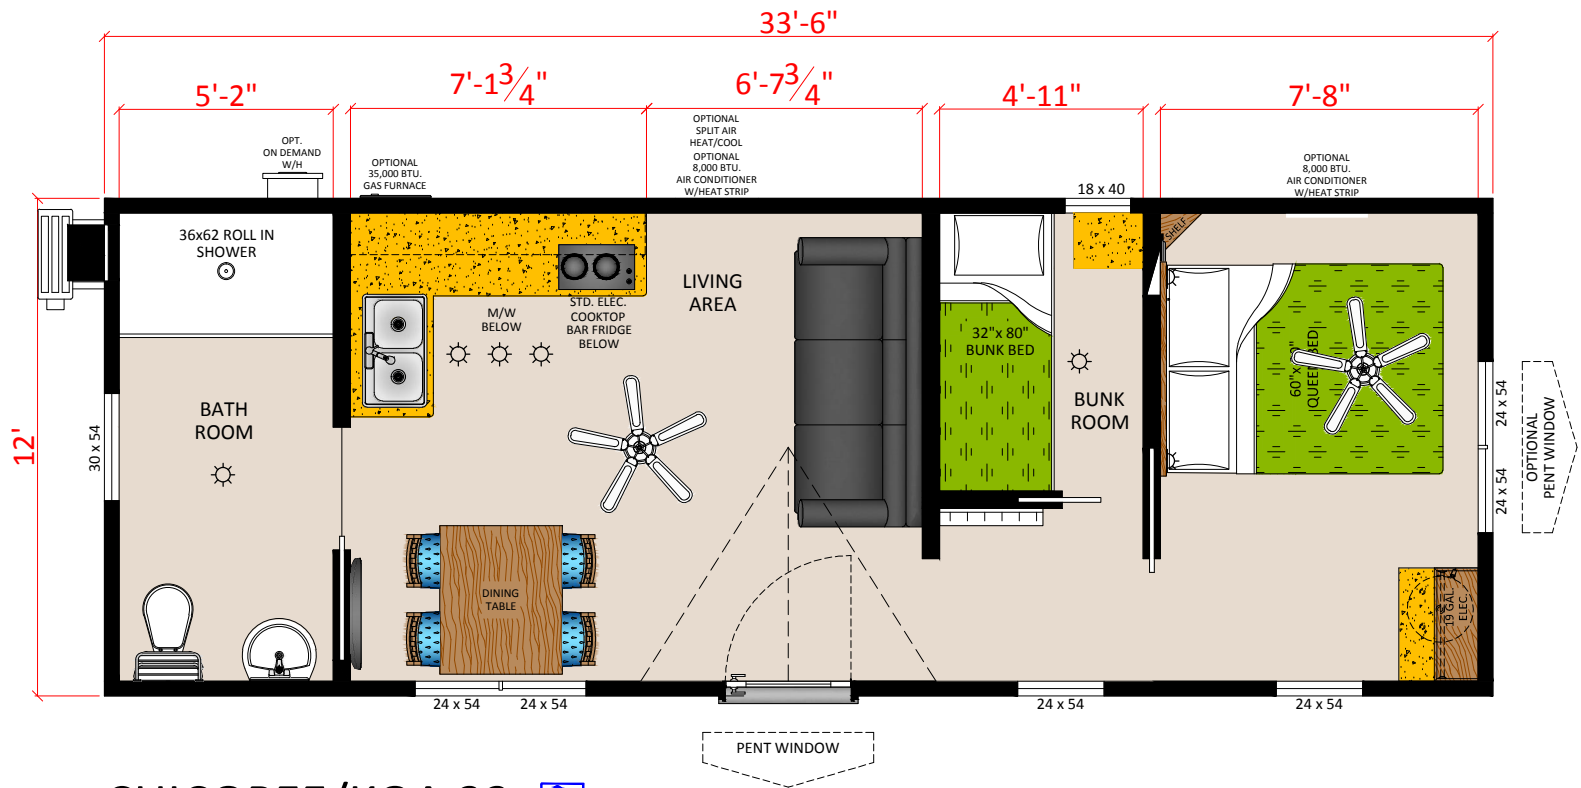 33'-6"
5'-2"
7'-1 3/4"
6'-7 3/4"
4'-11"
7'-8"
OPT.
ON DEMAND
W/H
OPTIONAL
35,000 BTU.
GAS FURNACE
OPTIONAL
SPLIT AIR
HEAT/COOL
OPTIONAL
8,000 BTU.
AIR CONDITIONER
W/HEAT STRIP
18 x 40
OPTIONAL
8,000 BTU.
AIR CONDITIONER
W/HEAT STRIP
12'
36x62 ROLL IN
SHOWER
BATH
ROOM
30 x 54
M/W
BELOW
STD. ELEC.
COOKTOP
BAR FRIDGE
BELOW
LIVING
AREA
DINING
TABLE
32"x 80"
BUNK BED
BUNK
ROOM
SHELF
60"x
QUEEN BED
24 x 54
24 x 54
OPTIONAL
PENT WINDOW
19 GAL.
ELEC.
24 x 54
24 x 54
24 x 54
24 x 54
PENT WINDOW